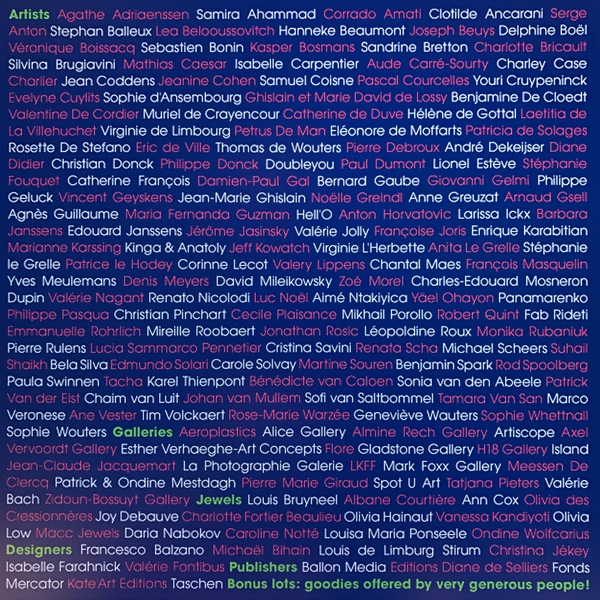 Artists Agathe Adriaenssen Samira Ahammad Corrado Amati Clotilde Ancarani Serge
Anton Stephan Balleux Lea Belooussovitch Hanneke Beaumont Joseph Beuys Delphine Boël
Véronique Boissacq Sebastien Bonin Kasper Bosmans Sandrine Bretton Charlotte Bricault
Silvina Brugiavini Mathias Caesar Isabelle Carpentier Aude Carré-Sourty Charley Case
Charlier Jean Coddens Jeanine Cohen Samuel Coisne Pascal Courcelles Youri Cruypeninck
Evelyne Cuylits Sophie d'Ansembourg Ghislain et Marie David de Lossy Benjamine De Cloedt
Valentine De Cordier Muriel de Crayencour Catherine de Duve Hélène de Gottal Laetitia de
La Villehuchet Virginie de Limbourg Petrus De Man Eléonore de Moffarts Patricia de Solages
Rosette De Stefano Eric de Ville Thomas de Wouters Pierre Debroux André Dekeijser Diane
Didier Christian Donck Philippe Donck Doubleyou Paul Dumont Lionel Estève Stéphanie
Fouquet Catherine François Damien-Paul Gal Bernard Gaube Giovanni Gelmi Philippe
Geluck Vincent Geyskens Jean-Marie Ghislain Noëlle Greindl Anne Greuzat Arnaud Gsell
Agnès Guillaume Maria Fernanda Guzman Hell'O Anton Horvatovic Larissa Ickx Barbara
Janssens Edouard Janssens Jérôme Jasinsky Valérie Jolly Françoise Joris Enrique Karabitian
Marianne Karssing Kinga & Anatoly Jeff Kowatch Virginie L'Herbette Anita Le Grelle Stéphanie
le Grelle Patrice le Hodey Corinne Lecot Valery Lippens Chantal Maes François Masquelin
Yves Meulemans Denis Meyers David Mileikowsky Zoé Morel Charles-Edouard Mosneron
Dupin Valérie Nagant Renato Nicolodi Luc Noël Aimé Ntakiyica Yäel Ohayon Panamarenko
Philippe Pasqua Christian Pinchart Cecile Plaisance Mikhail Porollo Robert Quint Fab Rideti
Emmanuelle Rohrlich Mireille Roobaert Jonathan Rosic Léopoldine Roux Monika Rubaniuk
Pierre Rulens Lucia Sammarco Pennetier Cristina Savini Renata Scha Michael Scheers Suhail
Shaikh Bela Silva Edmundo Solari Carole Solvay Martine Souren Benjamin Spark Rod Spoolberg
Paula Swinnen Tacha Karel Thienpont Bénédicte van Caloen Sonia van den Abeele Patrick
Van der Elst Chaim van Luit Johan van Mullem Sofi van Saltbommel Tamara Van San Marco
Veronese Ane Vester Tim Volckaert Rose-Marie Warzée Geneviève Wauters Sophie Whettnall
Sophie Wouters Galleries Aeroplastics Alice Gallery Almine Rech Gallery Artiscope Axel
Vervoordt Gallery Esther Verhaeghe-Art Concepts Flore Gladstone Gallery H18 Gallery Island
Jean-Claude Jacquemart La Photographie Galerie LKFF Mark Foxx Gallery Meessen De
Clercq Patrick & Ondine Mestdagh Pierre Marie Giraud Spot U Art Tatjana Pieters Valérie
Bach Zidoun-Bossuyt Gallery Jewels Louis Bruyneel Albane Courtière Ann Cox Olivia des
Cressionnères Joy Debauve Charlotte Fortier Beaulieu Olivia Hainaut Vanessa Kandiyoti Olivia
Low Macc Jewels Daria Nabokov Caroline Notté Louisa Maria Ponseele Ondine Wolfcarius
Designers Francesco Balzano Michaël Bihain Louis de Limburg Stirum Christina Jékey
Isabelle Farahnick Valérie Fontibus Publishers Ballon Media Editions Diane de Selliers Fonds
Mercator Kate'Art Editions Taschen Bonus lots: goodies offered by very generous people!